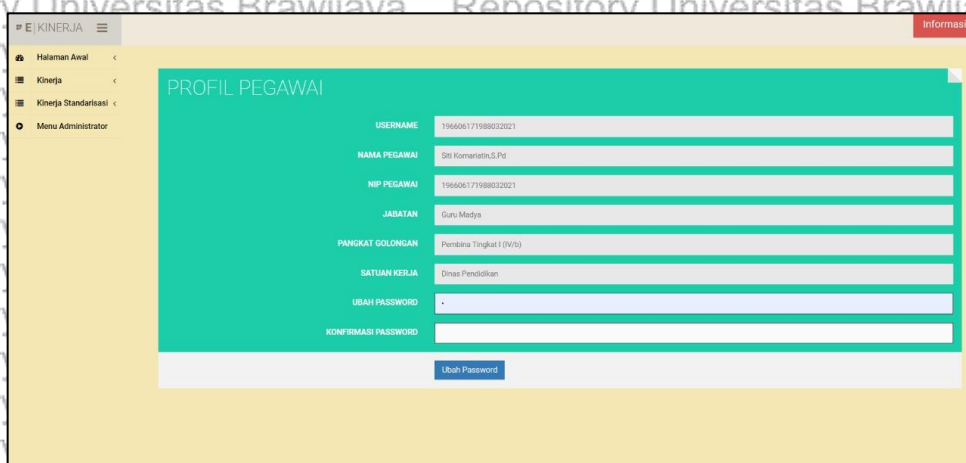 Universitas Brawijaya Repository Universitas Brawijaya
E|KINERJA
Informasi
Halaman Awal <
Kinerja <
Kinerja Standarisasi <
Menu Administrator
PROFIL PEGAWAI
USERNAME 196606171988032021
NAMA PEGAWAI Siti Komariatin,S.Pd
NIP PEGAWAI 196606171988032021
JABATAN Guru Madya
PANGKAT GOLONGAN Pembina Tingkat I (IV/b)
SATUAN KERJA Dinas Pendidikan
UBAH PASSWORD
KONFIRMASI PASSWORD
Ubah Password